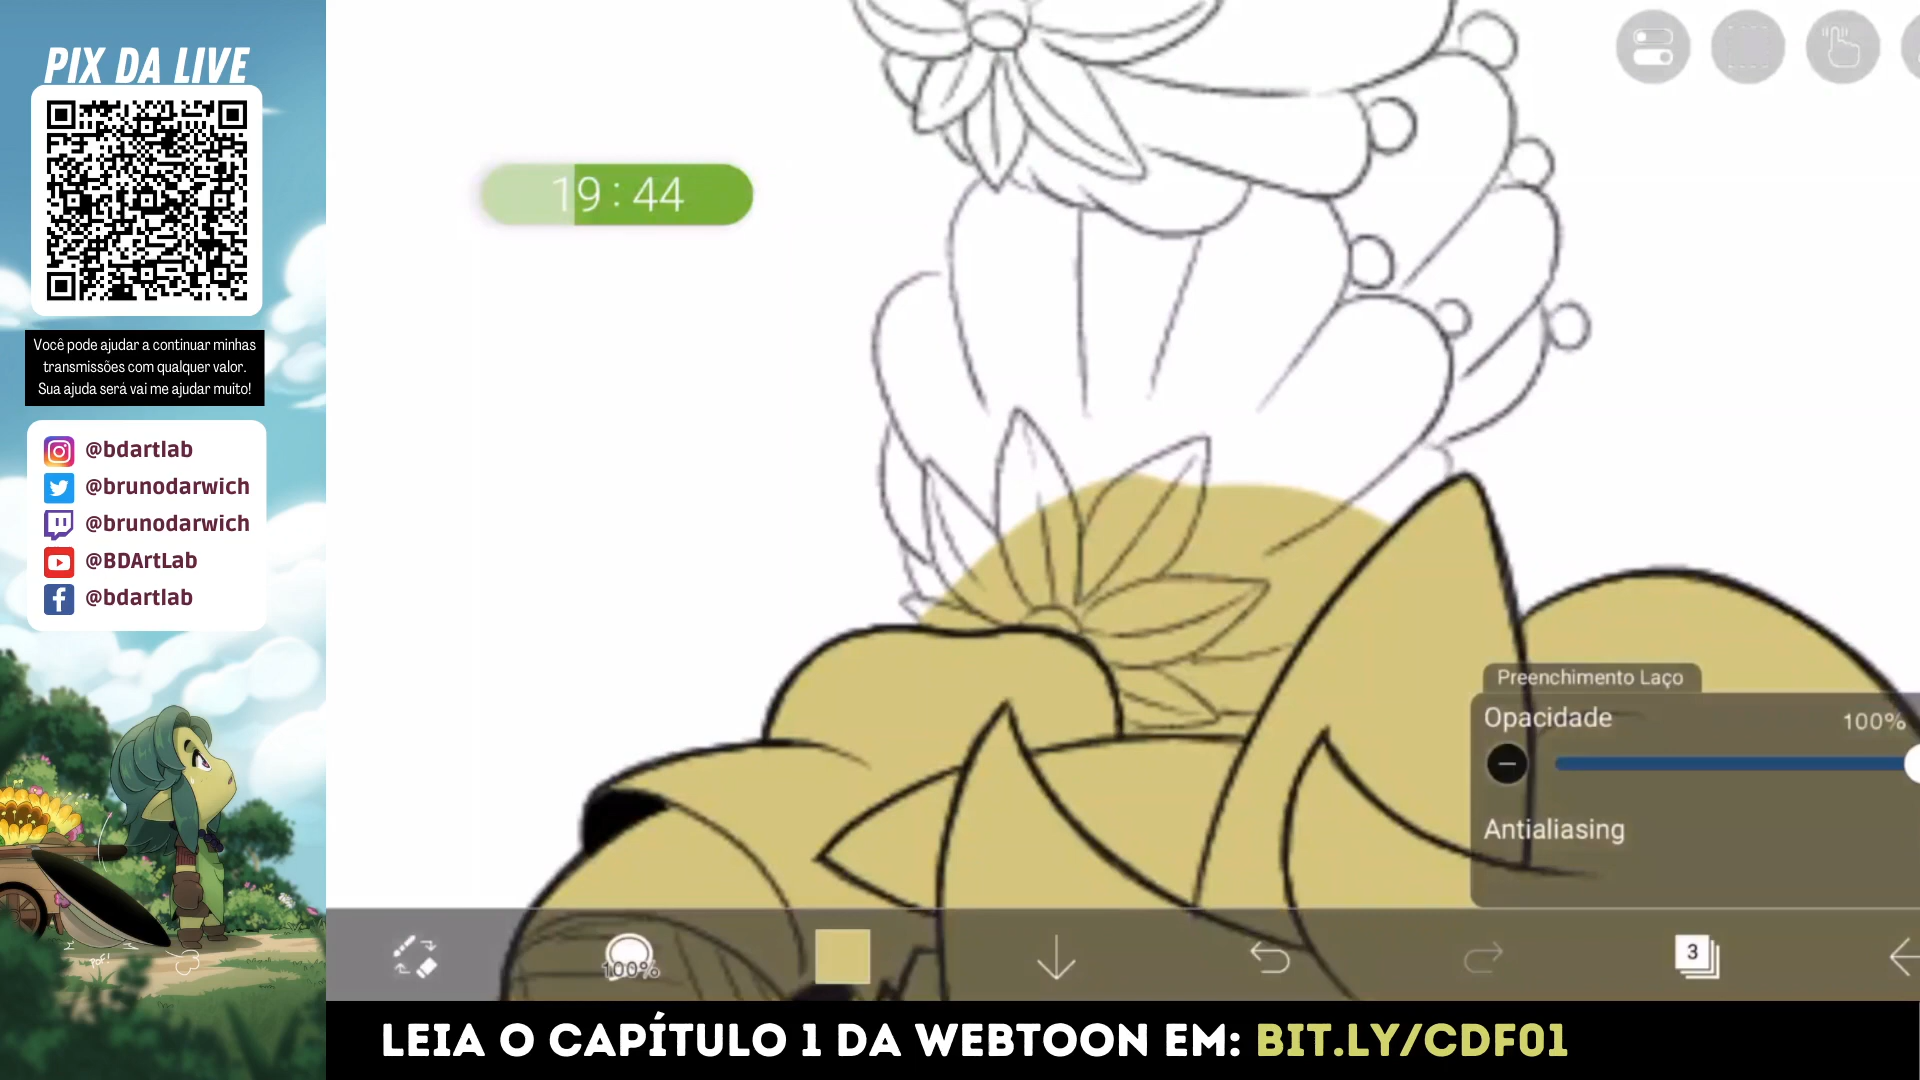 PIX DA LIVE
Você pode ajudar a continuar minhas
transmissões com qualquer valor.
Sua ajuda será vai me ajudar muito!
@bdartlab
@brunodarwich
@brunodarwich
@BDArtLab
@bdartlab
POF!
19:44
Preenchimento Laço
Opacidade 100%
Antialiasing
100%
3
LEIA O CAPÍTULO 1 DA WEBTOON EM: BIT.LY/CDF01